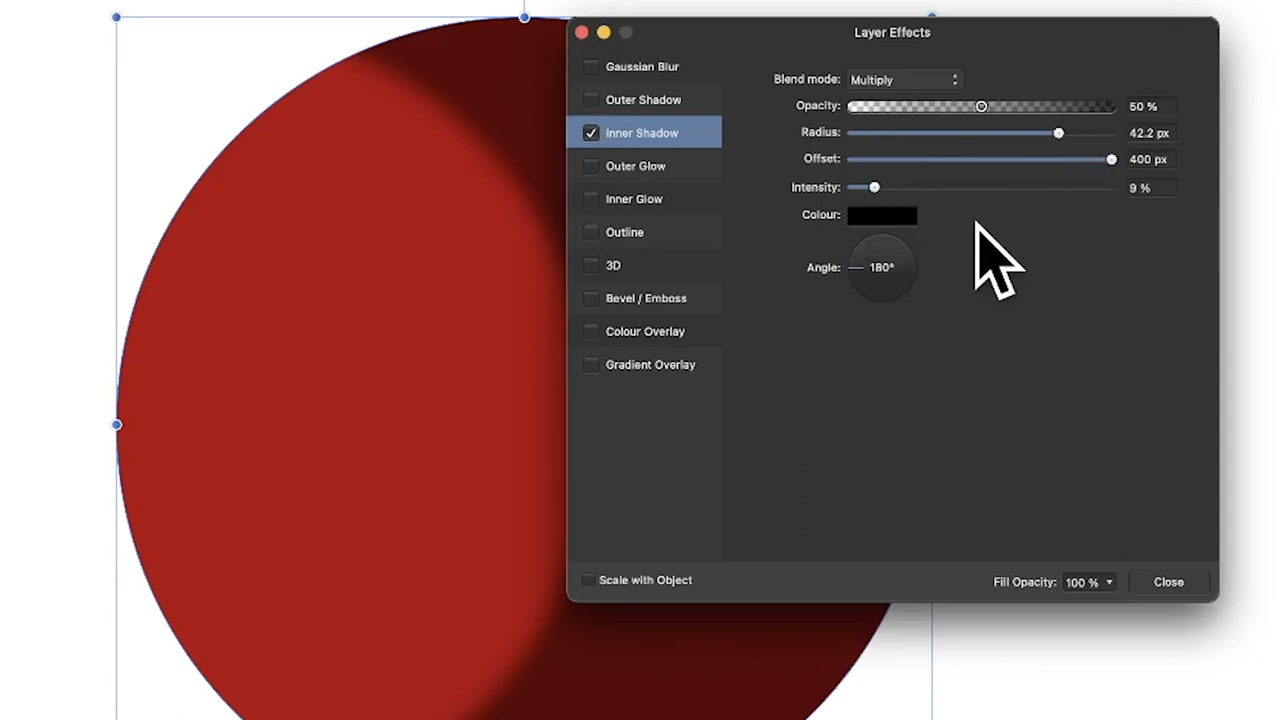 Layer Effects
Gaussian Blur
Outer Shadow
Inner Shadow
Outer Glow
Inner Glow
Outline
3D
Bevel / Emboss
Colour Overlay
Gradient Overlay
Blend mode: Multiply
Opacity: 50 %
Radius: 42.2 px
Offset: 400 px
Intensity: 9 %
Colour:
Angle: 180°
Scale with Object
Fill Opacity: 100 %
Close